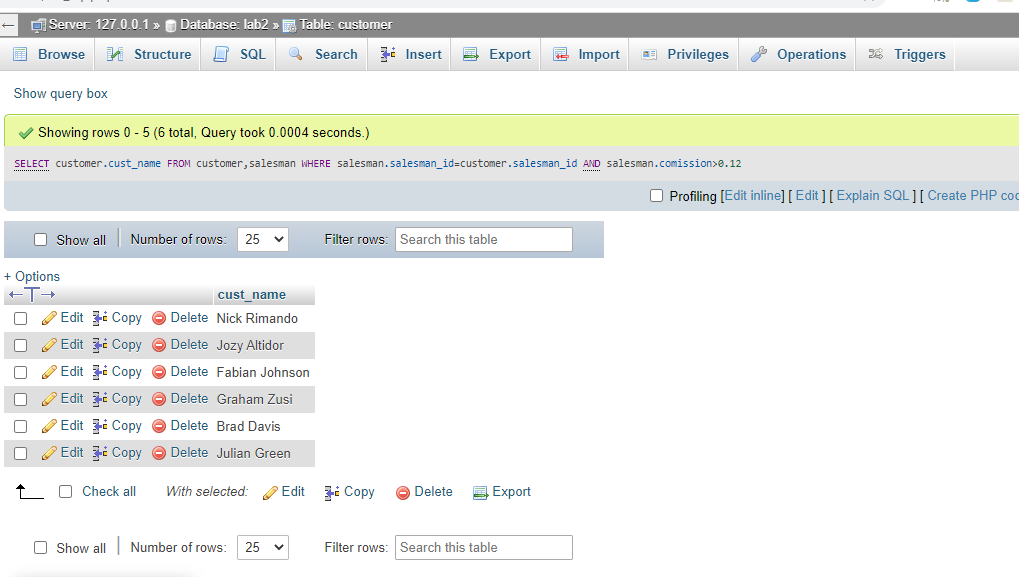 Server: 127.0.0.1 » Database: lab2 » Table: customer
Browse Structure SQL Search Insert Export Import Privileges Operations Triggers
Show query box
Showing rows 0 - 5 (6 total, Query took 0.0004 seconds.)
SELECT customer.cust_name FROM customer,salesman WHERE salesman.salesman_id=customer.salesman_id AND salesman.comission>0.12
Profiling [Edit inline] [ Edit ] [ Explain SQL ] [ Create PHP
Show all Number of rows: 25 Filter rows: Search this table
+ Options
←T→ cust_name
Edit Copy Delete Nick Rimando
Edit Copy Delete Jozy Altidor
Edit Copy Delete Fabian Johnson
Edit Copy Delete Graham Zusi
Edit Copy Delete Brad Davis
Edit Copy Delete Julian Green
Check all With selected: Edit Copy Delete Export
Show all Number of rows: 25 Filter rows: Search this table